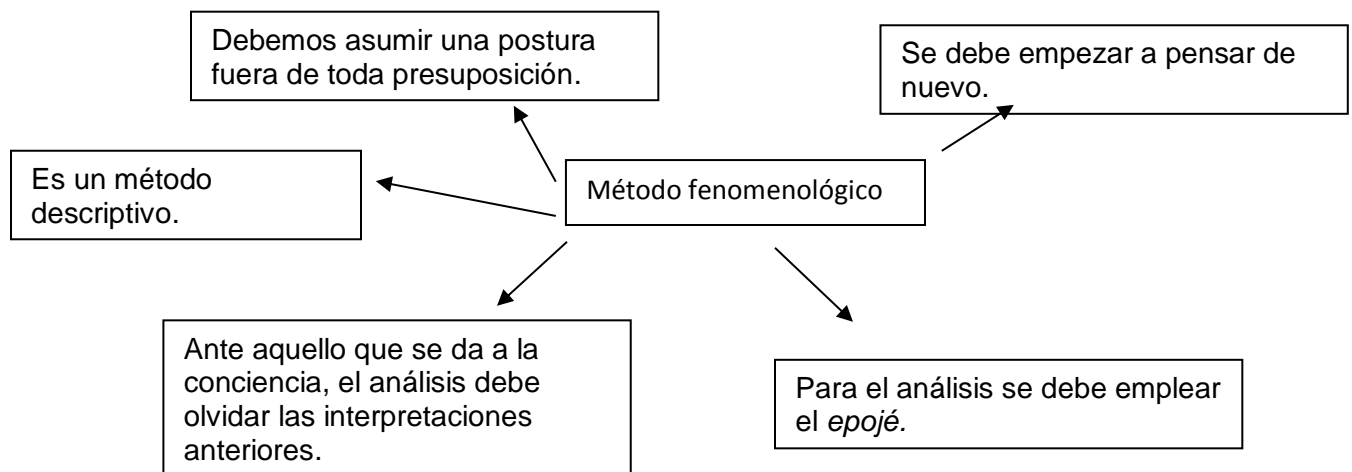 Debemos asumir una postura
fuera de toda presuposición.
Se debe empezar a pensar de
nuevo.
Es un método
descriptivo.
Método fenomenológico
Ante aquello que se da a la
conciencia, el análisis debe
olvidar las interpretaciones
anteriores.
Para el análisis se debe emplear
el epojé.